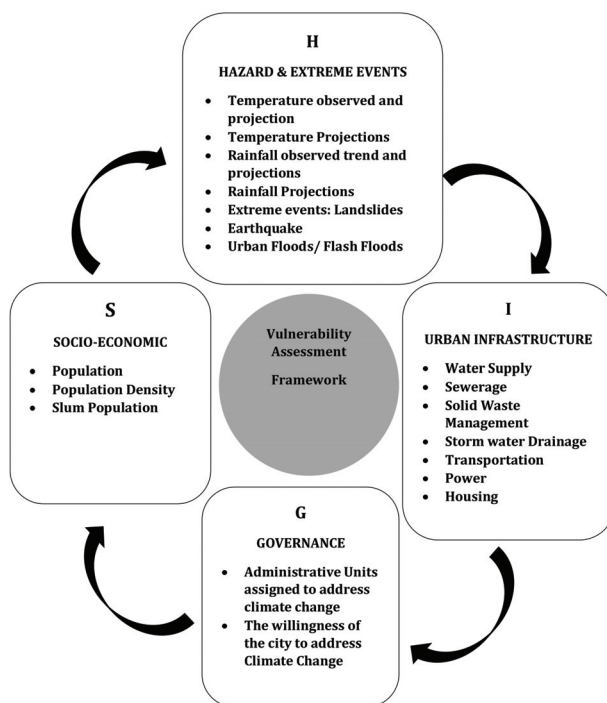 H
HAZARD & EXTREME EVENTS
• Temperature observed and
projection
• Temperature Projections
• Rainfall observed trend and
projections
• Rainfall Projections
• Extreme events: Landslides
• Earthquake
• Urban Floods/ Flash Floods
S
SOCIO-ECONOMIC
• Population
• Population Density
• Slum Population
Vulnerability
Assessment
Framework
I
URBAN INFRASTRUCTURE
• Water Supply
• Sewerage
• Solid Waste
Management
• Storm water Drainage
• Transportation
• Power
• Housing
G
GOVERNANCE
• Administrative Units
assigned to address
climate change
• The willingness of
the city to address
Climate Change